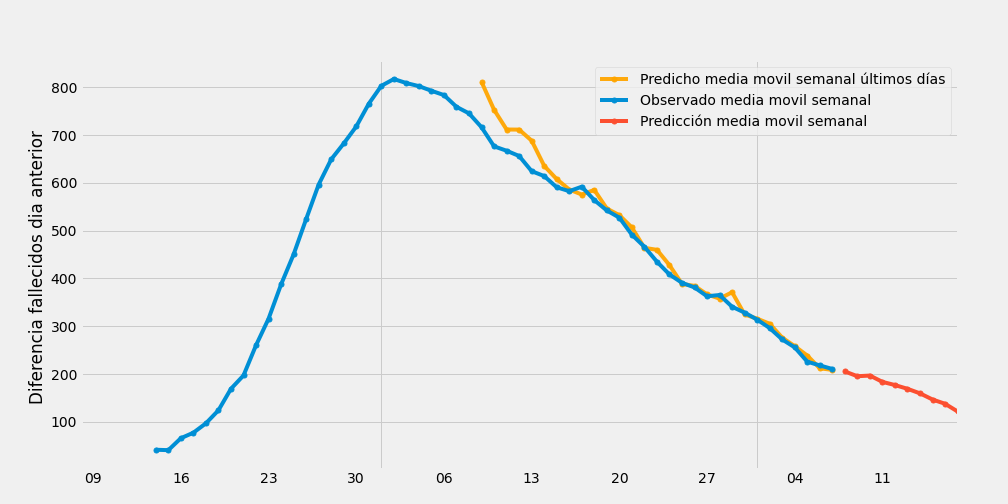 Predicho media movil semanal últimos días
Observado media movil semanal
Predicción media movil semanal
Diferencia fallecidos dia anterior
800
700
600
500
400
300
200
100
09 16 23 30 06 13 20 27 04 11